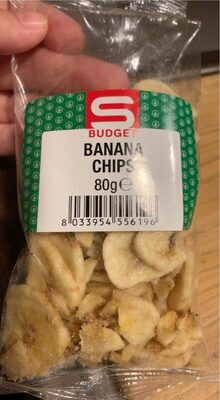 S
BUDGET
BANANA
CHIPS
80g℮
8 033954 556196